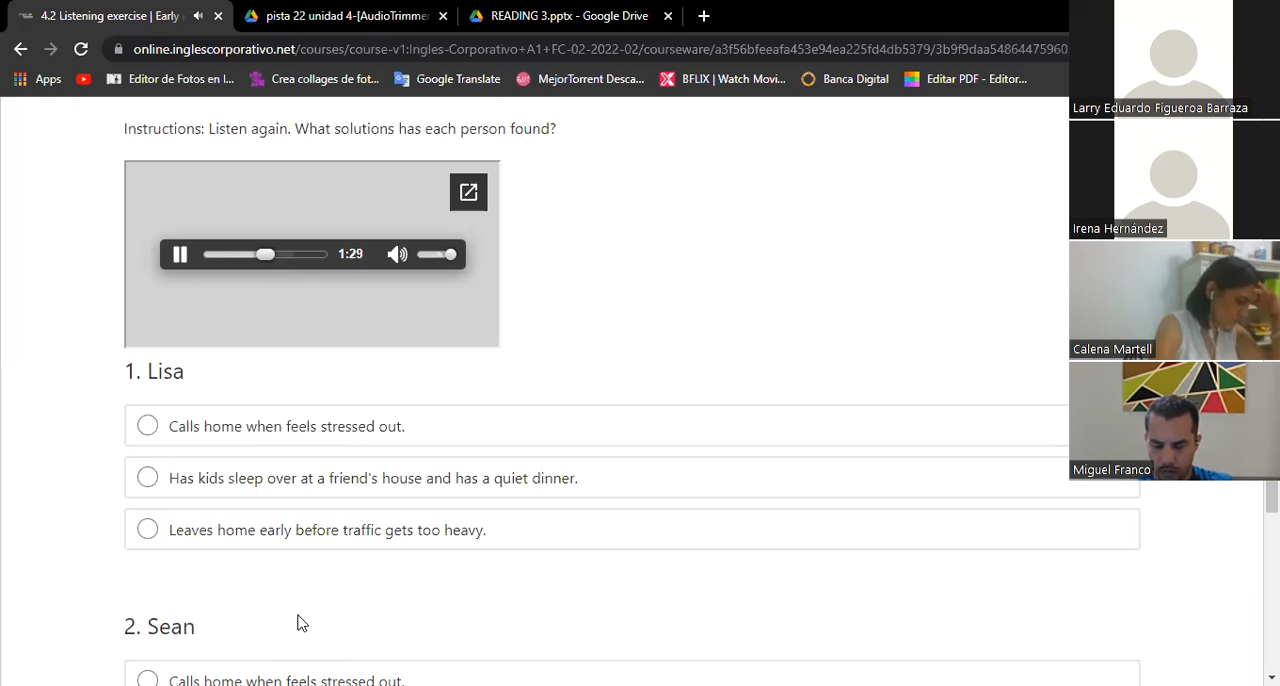 4.2 Listening exercise | Early
pista 22 unidad 4-[AudioTrimmer
READING 3.pptx - Google Drive
online.inglescorporativo.net/courses/course-v1:Ingles-Corporativo+A1+FC-02-2022-02/courseware/a3f56bfeeafa453e94ea225fd4db5379/3b9f9daa54864475960
Apps
Editor de Fotos en l...
Crea collages de fot...
Google Translate
MejorTorrent Desca...
BFLIX | Watch Movi...
Banca Digital
Editar PDF - Editor...
Larry Eduardo Figueroa Barraza
Irena Hernández
Calena Martell
Miguel Franco
Instructions: Listen again. What solutions has each person found?
1:29
1. Lisa
Calls home when feels stressed out.
Has kids sleep over at a friend's house and has a quiet dinner.
Leaves home early before traffic gets too heavy.
2. Sean
Calls home when feels stressed out.